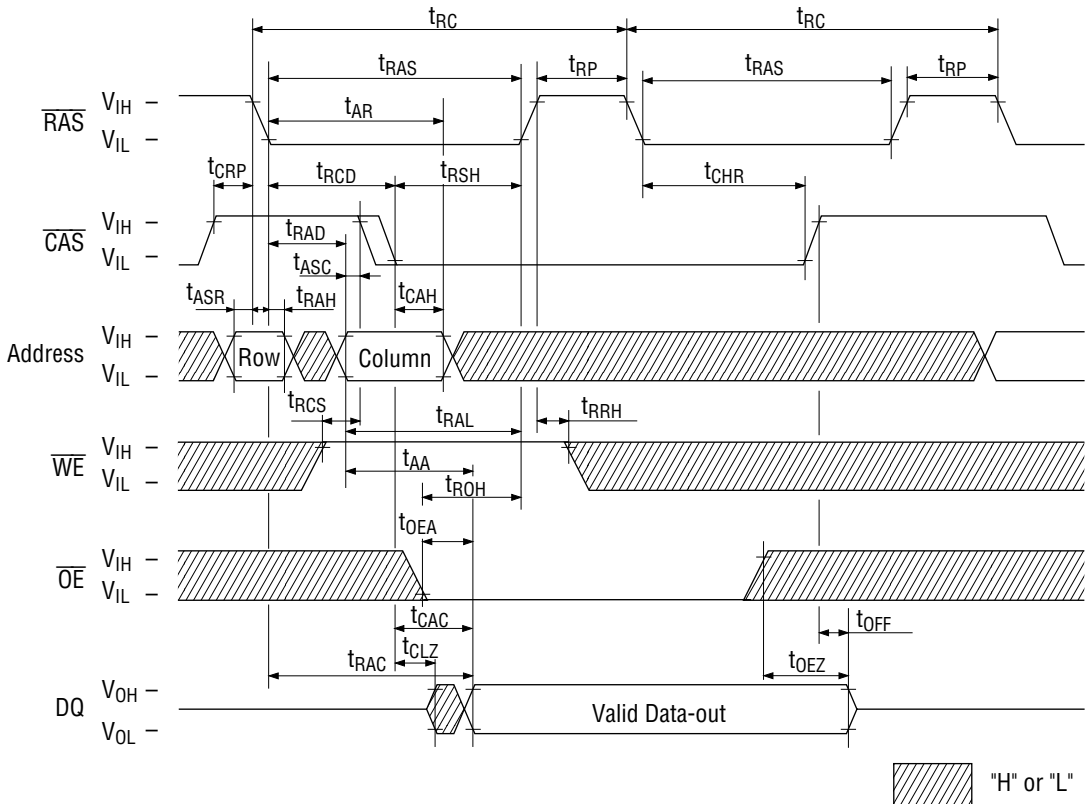 tRC tRC
tRAS tRP tRAS tRP
RAS VIH –
VIL –
tAR
tCRP tRCD tRSH tCHR
CAS VIH –
VIL –
tRAD
tASC
tASR tRAH tCAH
Address VIH –
VIL –
Row Column
tRCS tRAL tRRH
WE VIH –
VIL –
tAA
tROH
tOEA
OE VIH –
VIL –
tCAC tOFF
tCLZ
tRAC tOEZ
DQ VOH –
VOL –
Valid Data-out
"H" or "L"